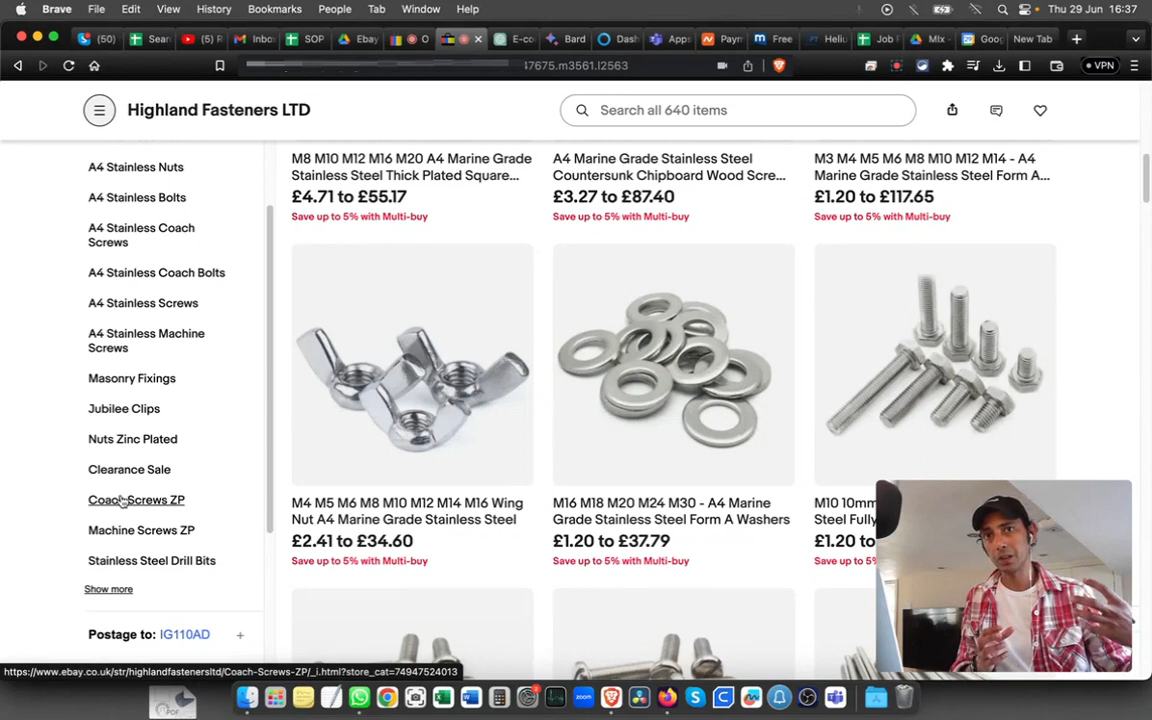 Brave File Edit View History Bookmarks People Tab Window Help Thu 29 Jun 16:37
(50) Sear (5) F Inbo SOP Ebay O E-co Bard Dash Apps Payn Free Heliu Job F Mix - Goog New Tab
!7675.m3561.l2563 VPN
Highland Fasteners LTD Search all 640 items
A4 Stainless Nuts
A4 Stainless Bolts
A4 Stainless Coach
Screws
A4 Stainless Coach Bolts
A4 Stainless Screws
A4 Stainless Machine
Screws
Masonry Fixings
Jubilee Clips
Nuts Zinc Plated
Clearance Sale
Coach Screws ZP
Machine Screws ZP
Stainless Steel Drill Bits
Show more
Postage to: IG110AD +
M8 M10 M12 M16 M20 A4 Marine Grade
Stainless Steel Thick Plated Square...
£4.71 to £55.17
Save up to 5% with Multi-buy
A4 Marine Grade Stainless Steel
Countersunk Chipboard Wood Scre...
£3.27 to £87.40
Save up to 5% with Multi-buy
M3 M4 M5 M6 M8 M10 M12 M14 - A4
Marine Grade Stainless Steel Form A...
£1.20 to £117.65
Save up to 5% with Multi-buy
M4 M5 M6 M8 M10 M12 M14 M16 Wing
Nut A4 Marine Grade Stainless Steel
£2.41 to £34.60
Save up to 5% with Multi-buy
M16 M18 M20 M24 M30 - A4 Marine
Grade Stainless Steel Form A Washers
£1.20 to £37.79
Save up to 5% with Multi-buy
M10 10mm
Steel Fully
£1.20 to
Save up to 5%
https://www.ebay.co.uk/str/highlandfastenersltd/Coach-Screws-ZP/_i.html?store_cat=74947524013
PDF
zoom